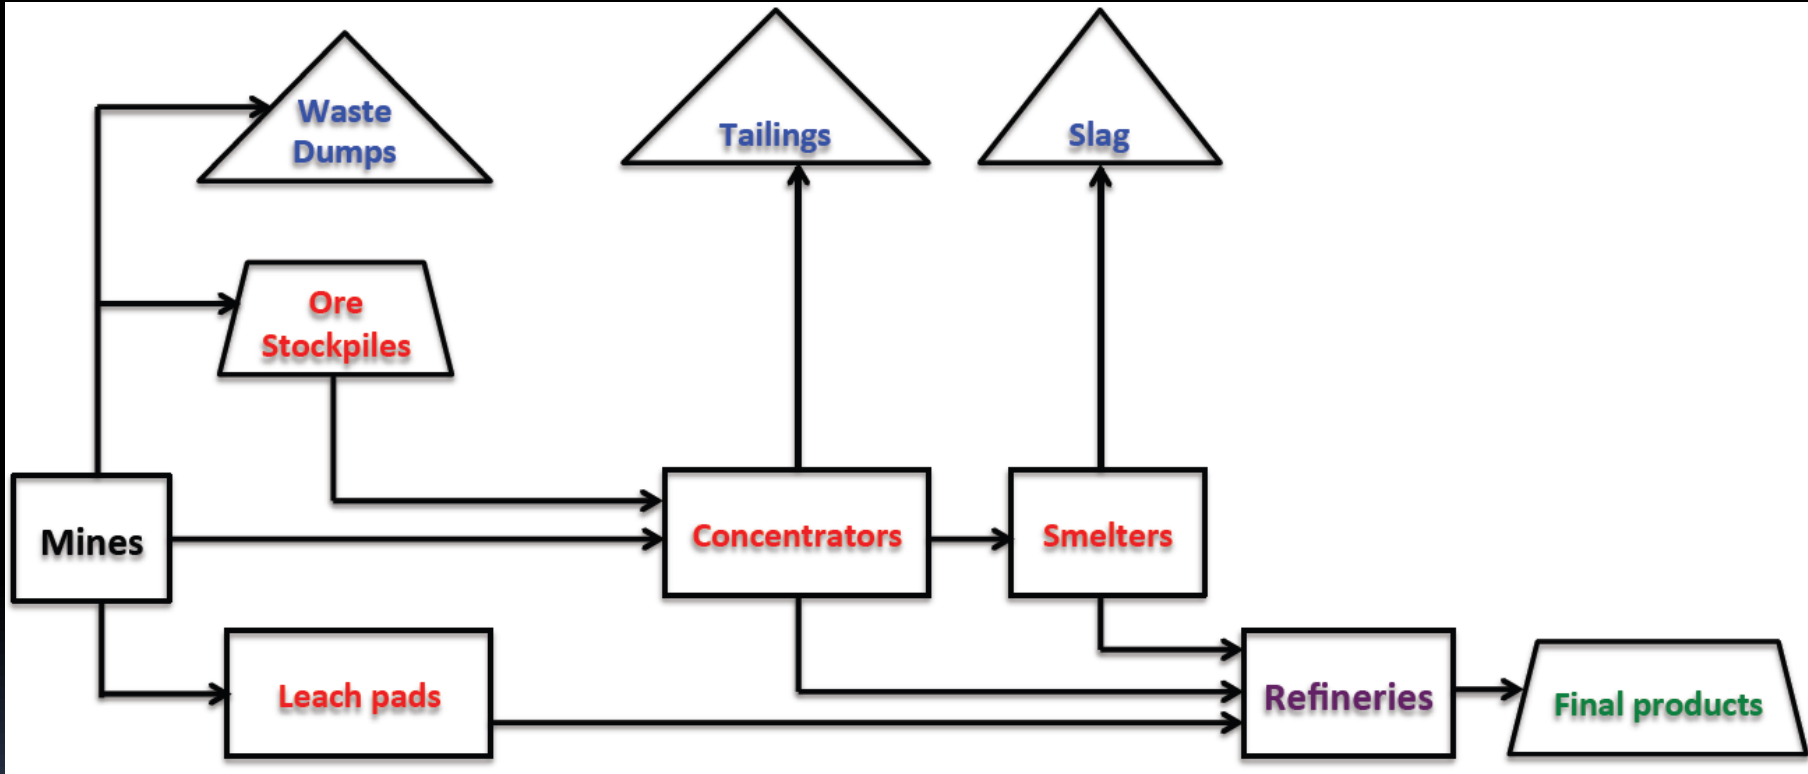 Waste
Dumps
Tailings
Slag
Ore
Stockpiles
Mines
Concentrators
Smelters
Leach pads
Refineries
Final products